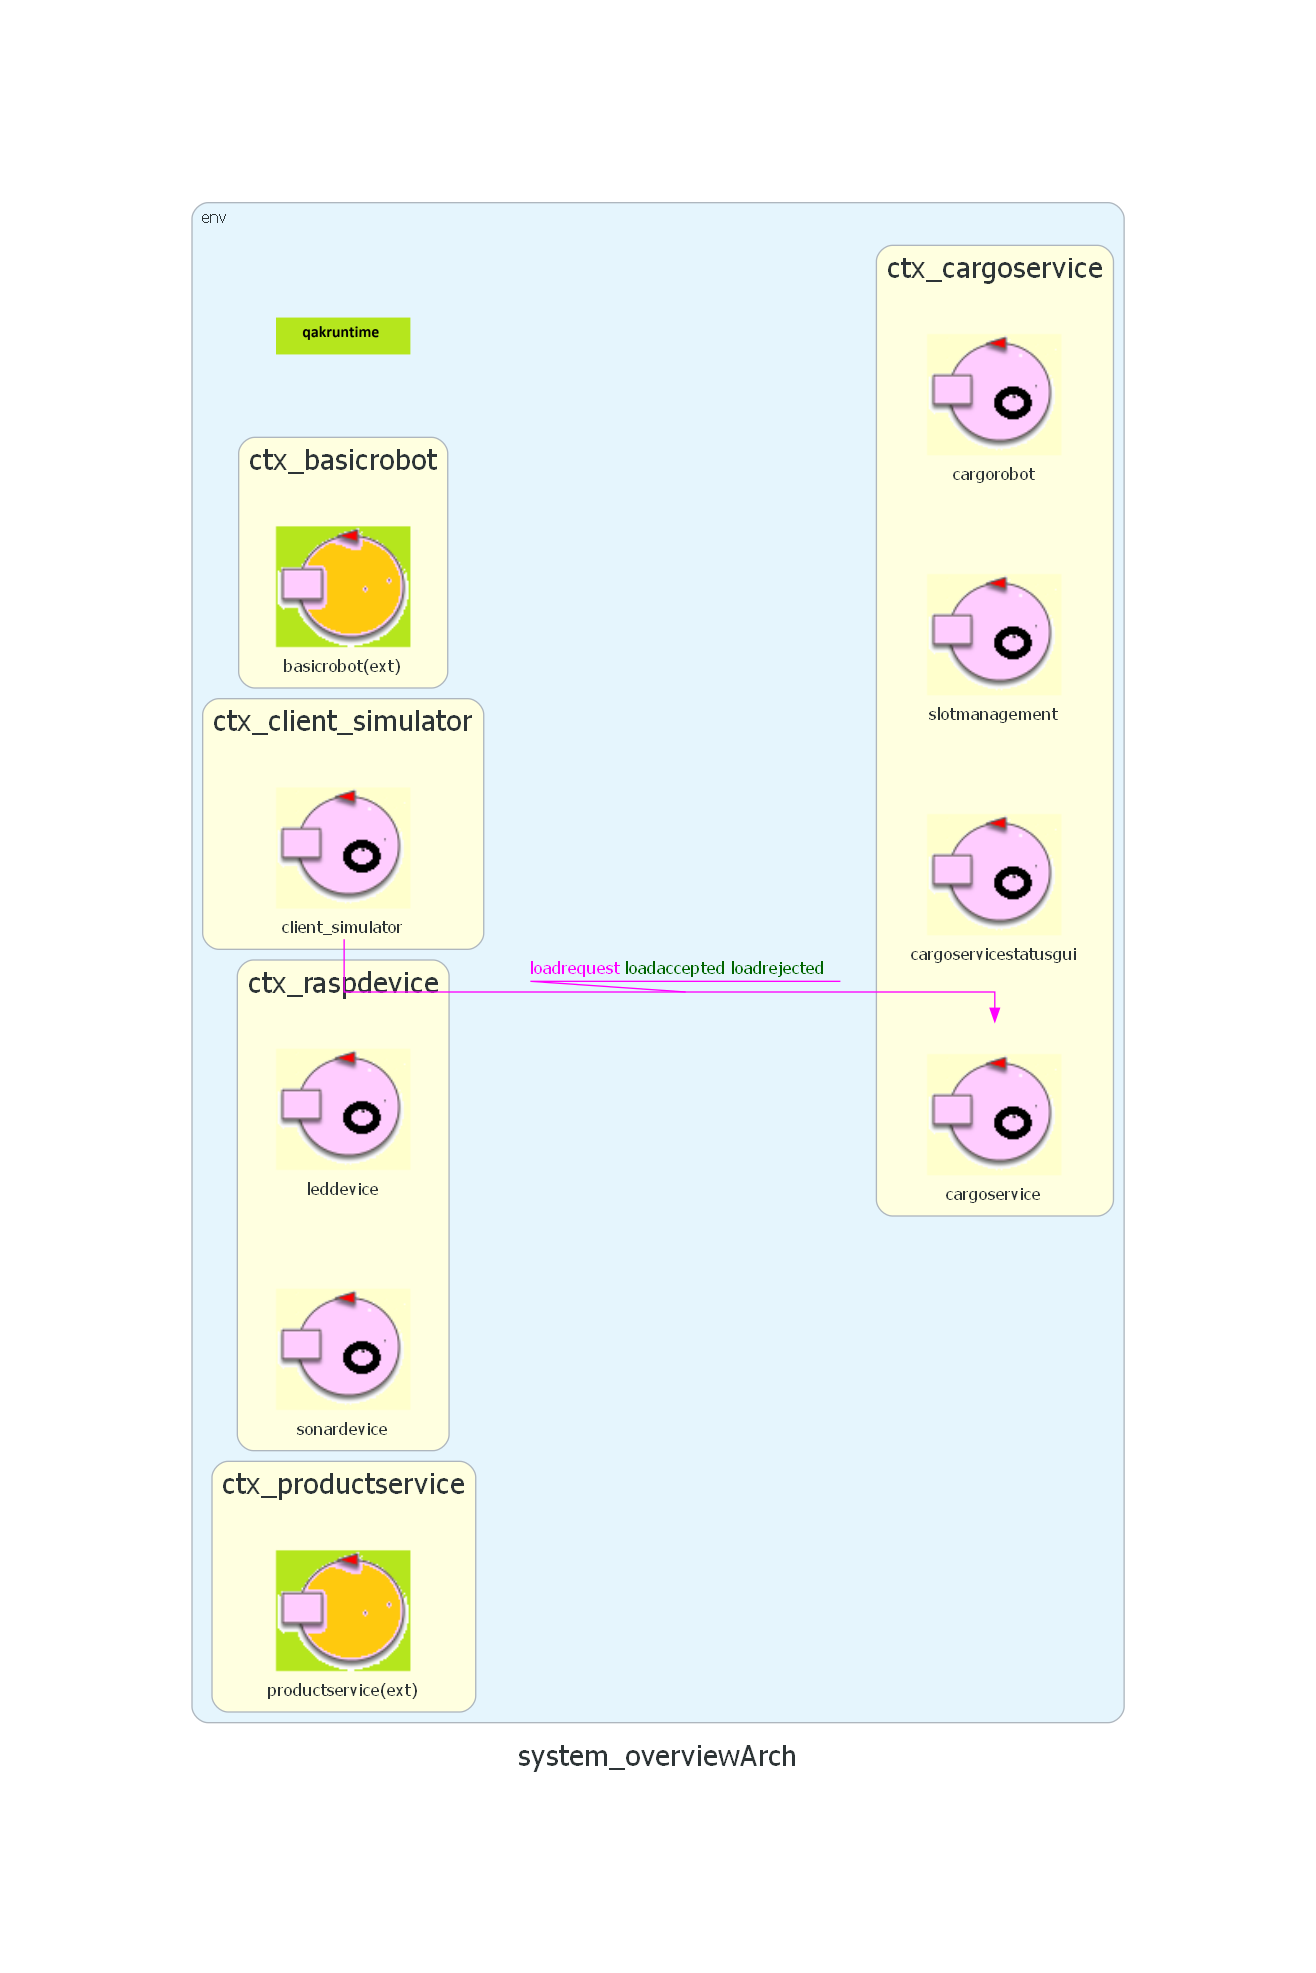 env
qakruntime
ctx_basicrobot
basicrobot(ext)
ctx_client_simulator
client_simulator
ctx_raspdevice
leddevice
sonardevice
ctx_productservice
productservice(ext)
loadrequest loadaccepted loadrejected
ctx_cargoservice
cargorobot
slotmanagement
cargoservicestatusgui
cargoservice
system_overviewArch